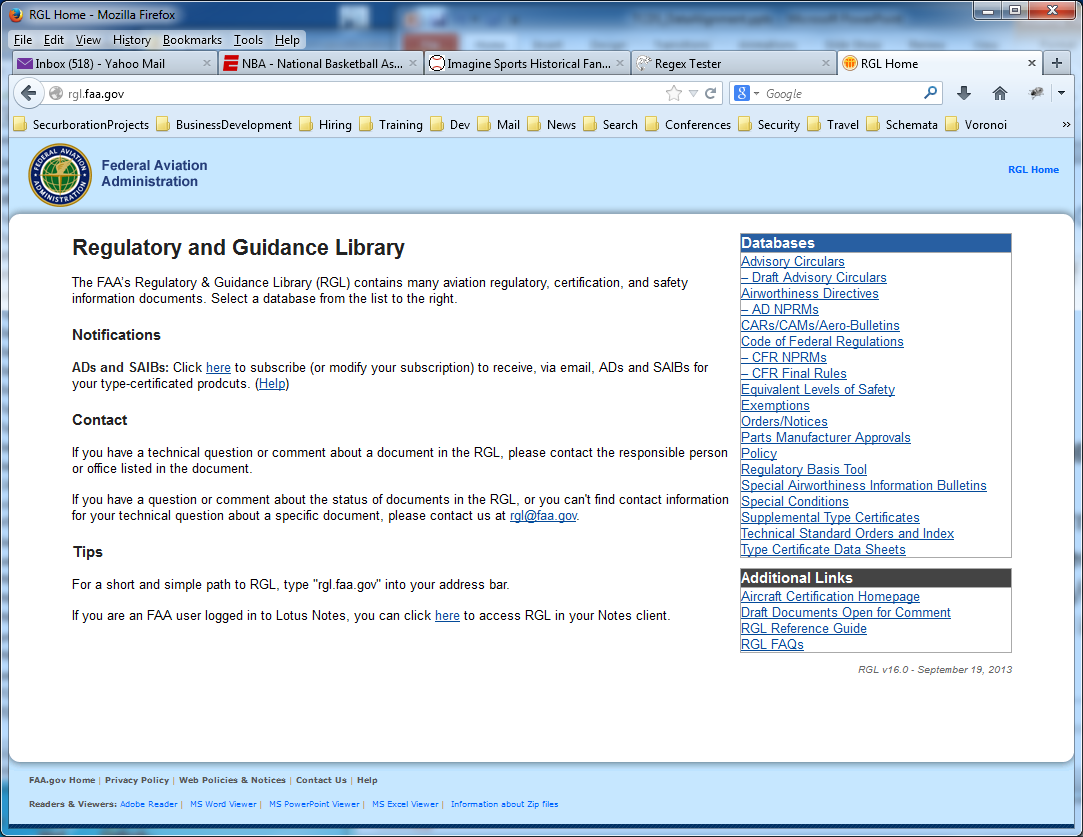 RGL Home - Mozilla Firefox
File Edit View History Bookmarks Tools Help
Inbox (518) - Yahoo Mail
NBA - National Basketball As...
Imagine Sports Historical Fan...
Regex Tester
RGL Home
rgl.faa.gov
Google
SecurborationProjects BusinessDevelopment Hiring Training Dev Mail News Search Conferences Security Travel Schemata Voronoi »
Federal Aviation
Administration
RGL Home
Regulatory and Guidance Library
The FAA's Regulatory & Guidance Library (RGL) contains many aviation regulatory, certification, and safety
information documents. Select a database from the list to the right.
Notifications
ADs and SAIBs: Click here to subscribe (or modify your subscription) to receive, via email, ADs and SAIBs for
your type-certificated prodcuts. (Help)
Contact
If you have a technical question or comment about a document in the RGL, please contact the responsible person
or office listed in the document.
If you have a question or comment about the status of documents in the RGL, or you can't find contact information
for your technical question about a specific document, please contact us at rgl@faa.gov.
Tips
For a short and simple path to RGL, type "rgl.faa.gov" into your address bar.
If you are an FAA user logged in to Lotus Notes, you can click here to access RGL in your Notes client.
Databases
Advisory Circulars
– Draft Advisory Circulars
Airworthiness Directives
– AD NPRMs
CARs/CAMs/Aero-Bulletins
Code of Federal Regulations
– CFR NPRMs
– CFR Final Rules
Equivalent Levels of Safety
Exemptions
Orders/Notices
Parts Manufacturer Approvals
Policy
Regulatory Basis Tool
Special Airworthiness Information Bulletins
Special Conditions
Supplemental Type Certificates
Technical Standard Orders and Index
Type Certificate Data Sheets
Additional Links
Aircraft Certification Homepage
Draft Documents Open for Comment
RGL Reference Guide
RGL FAQs
RGL v16.0 - September 19, 2013
FAA.gov Home | Privacy Policy | Web Policies & Notices | Contact Us | Help
Readers & Viewers: Adobe Reader | MS Word Viewer | MS PowerPoint Viewer | MS Excel Viewer | Information about Zip files